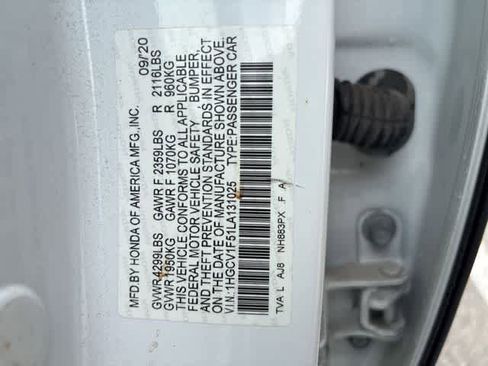 MFD BY HONDA OF AMERICA MFG.,INC. 09/20
GVWR 4299LBS GAWR F 2359LBS R 2116LBS
GVWR 1950KG GAWR F 1070KG R 960KG
THIS VEHICLE CONFORMS TO ALL APPLICABLE
FEDERAL MOTOR VEHICLE SAFETY , BUMPER,
AND THEFT PREVENTION STANDARDS IN EFFECT
ON THE DATE OF MANUFACTURE SHOWN ABOVE.
V.I.N.:1HGCV1F51LA131025 TYPE:PASSENGER CAR
TVA L AJ8 NH883PX F A